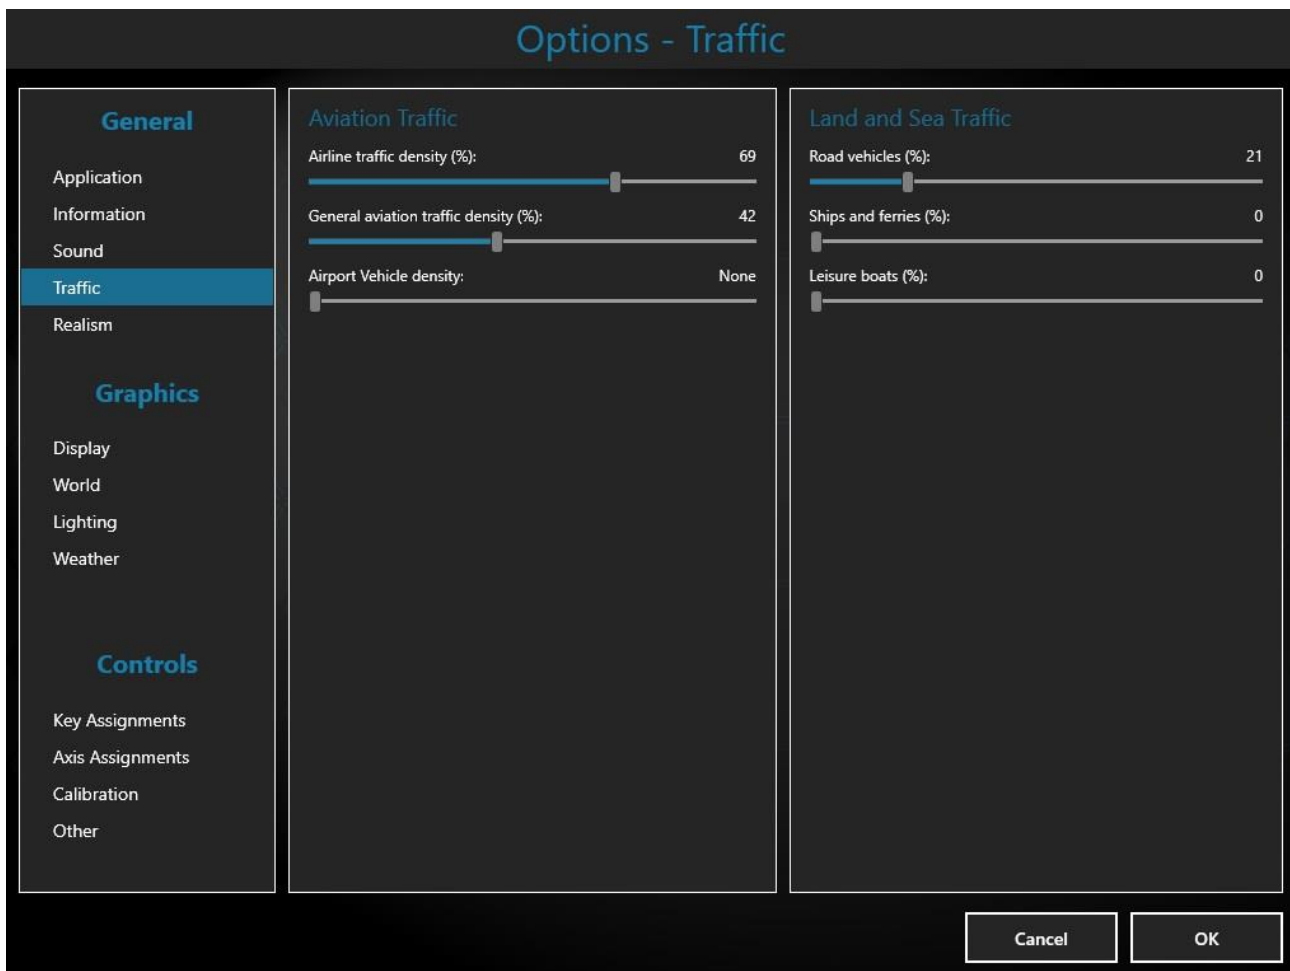 Options - Traffic
General
Application
Information
Sound
Traffic
Realism
Graphics
Display
World
Lighting
Weather
Controls
Key Assignments
Axis Assignments
Calibration
Other
Aviation Traffic
Airline traffic density (%): 69
General aviation traffic density (%): 42
Airport Vehicle density: None
Land and Sea Traffic
Road vehicles (%): 21
Ships and ferries (%): 0
Leisure boats (%): 0
Cancel OK